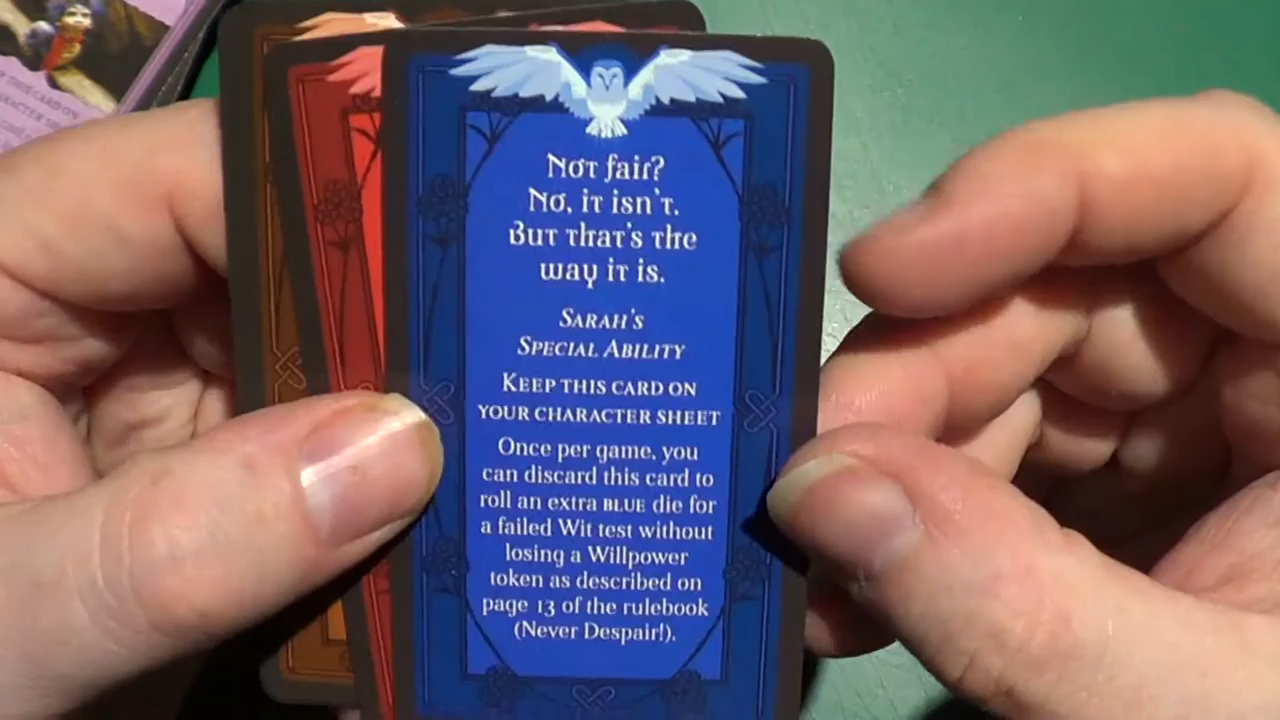 Not fair?
No, it isn't.
But that's the
way it is.
Sarah's
Special Ability
Keep this card on
your character sheet
Once per game, you
can discard this card to
roll an extra BLUE die for
a failed Wit test without
losing a Willpower
token as described on
page 13 of the rulebook
(Never Despair!).